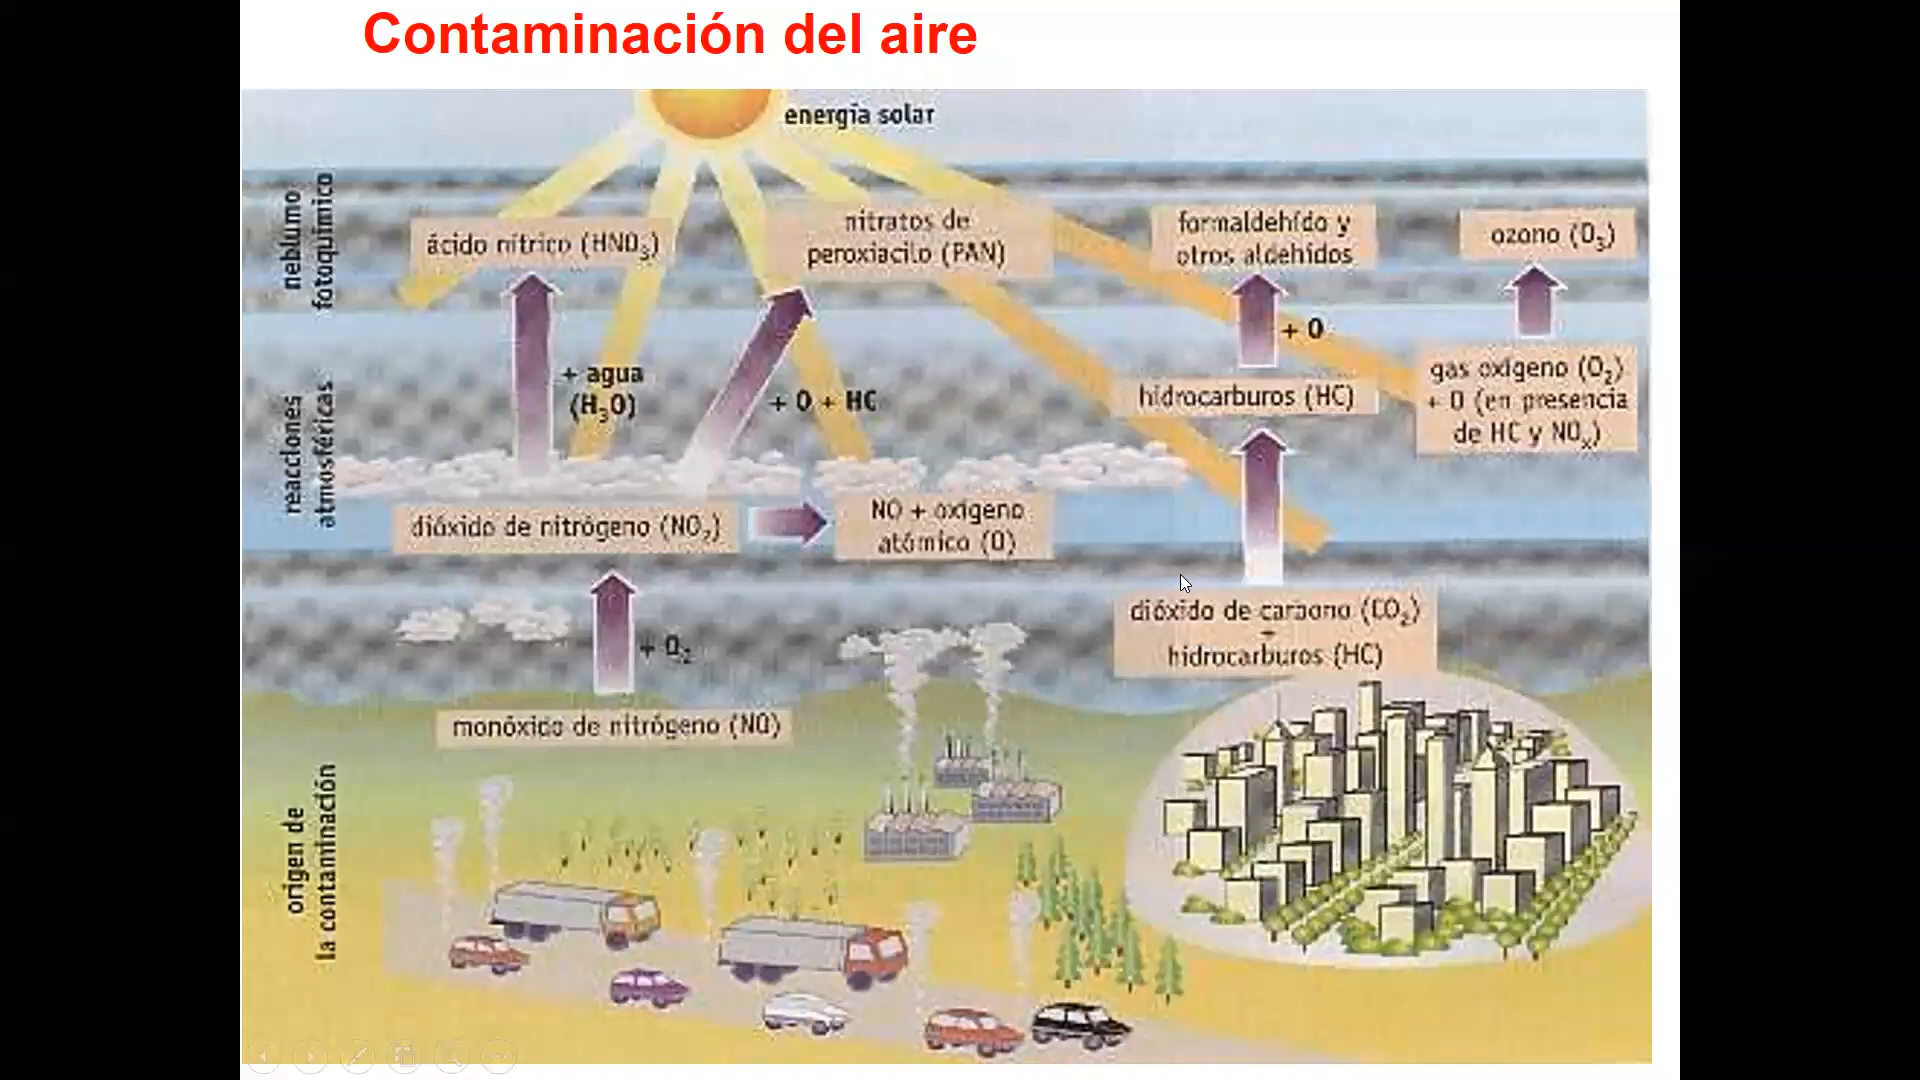 Contaminación del aire
energía solar
neblumo
fotoquímico
ácido nítrico (HNO₃)
nitratos de
peroxiacilo (PAN)
formaldehído y
otros aldehídos
ozono (O₃)
+ O
+ agua
(H₃O)
+ O + HC
hidrocarburos (HC)
gas oxígeno (O₂)
+ O (en presencia
de HC y NOₓ)
reacciones
atmosféricas
dióxido de nitrógeno (NO₂)
NO + oxígeno
atómico (O)
dióxido de carbono (CO₂)
+
hidrocarburos (HC)
+ O₂
monóxido de nitrógeno (NO)
origen de
la contaminación